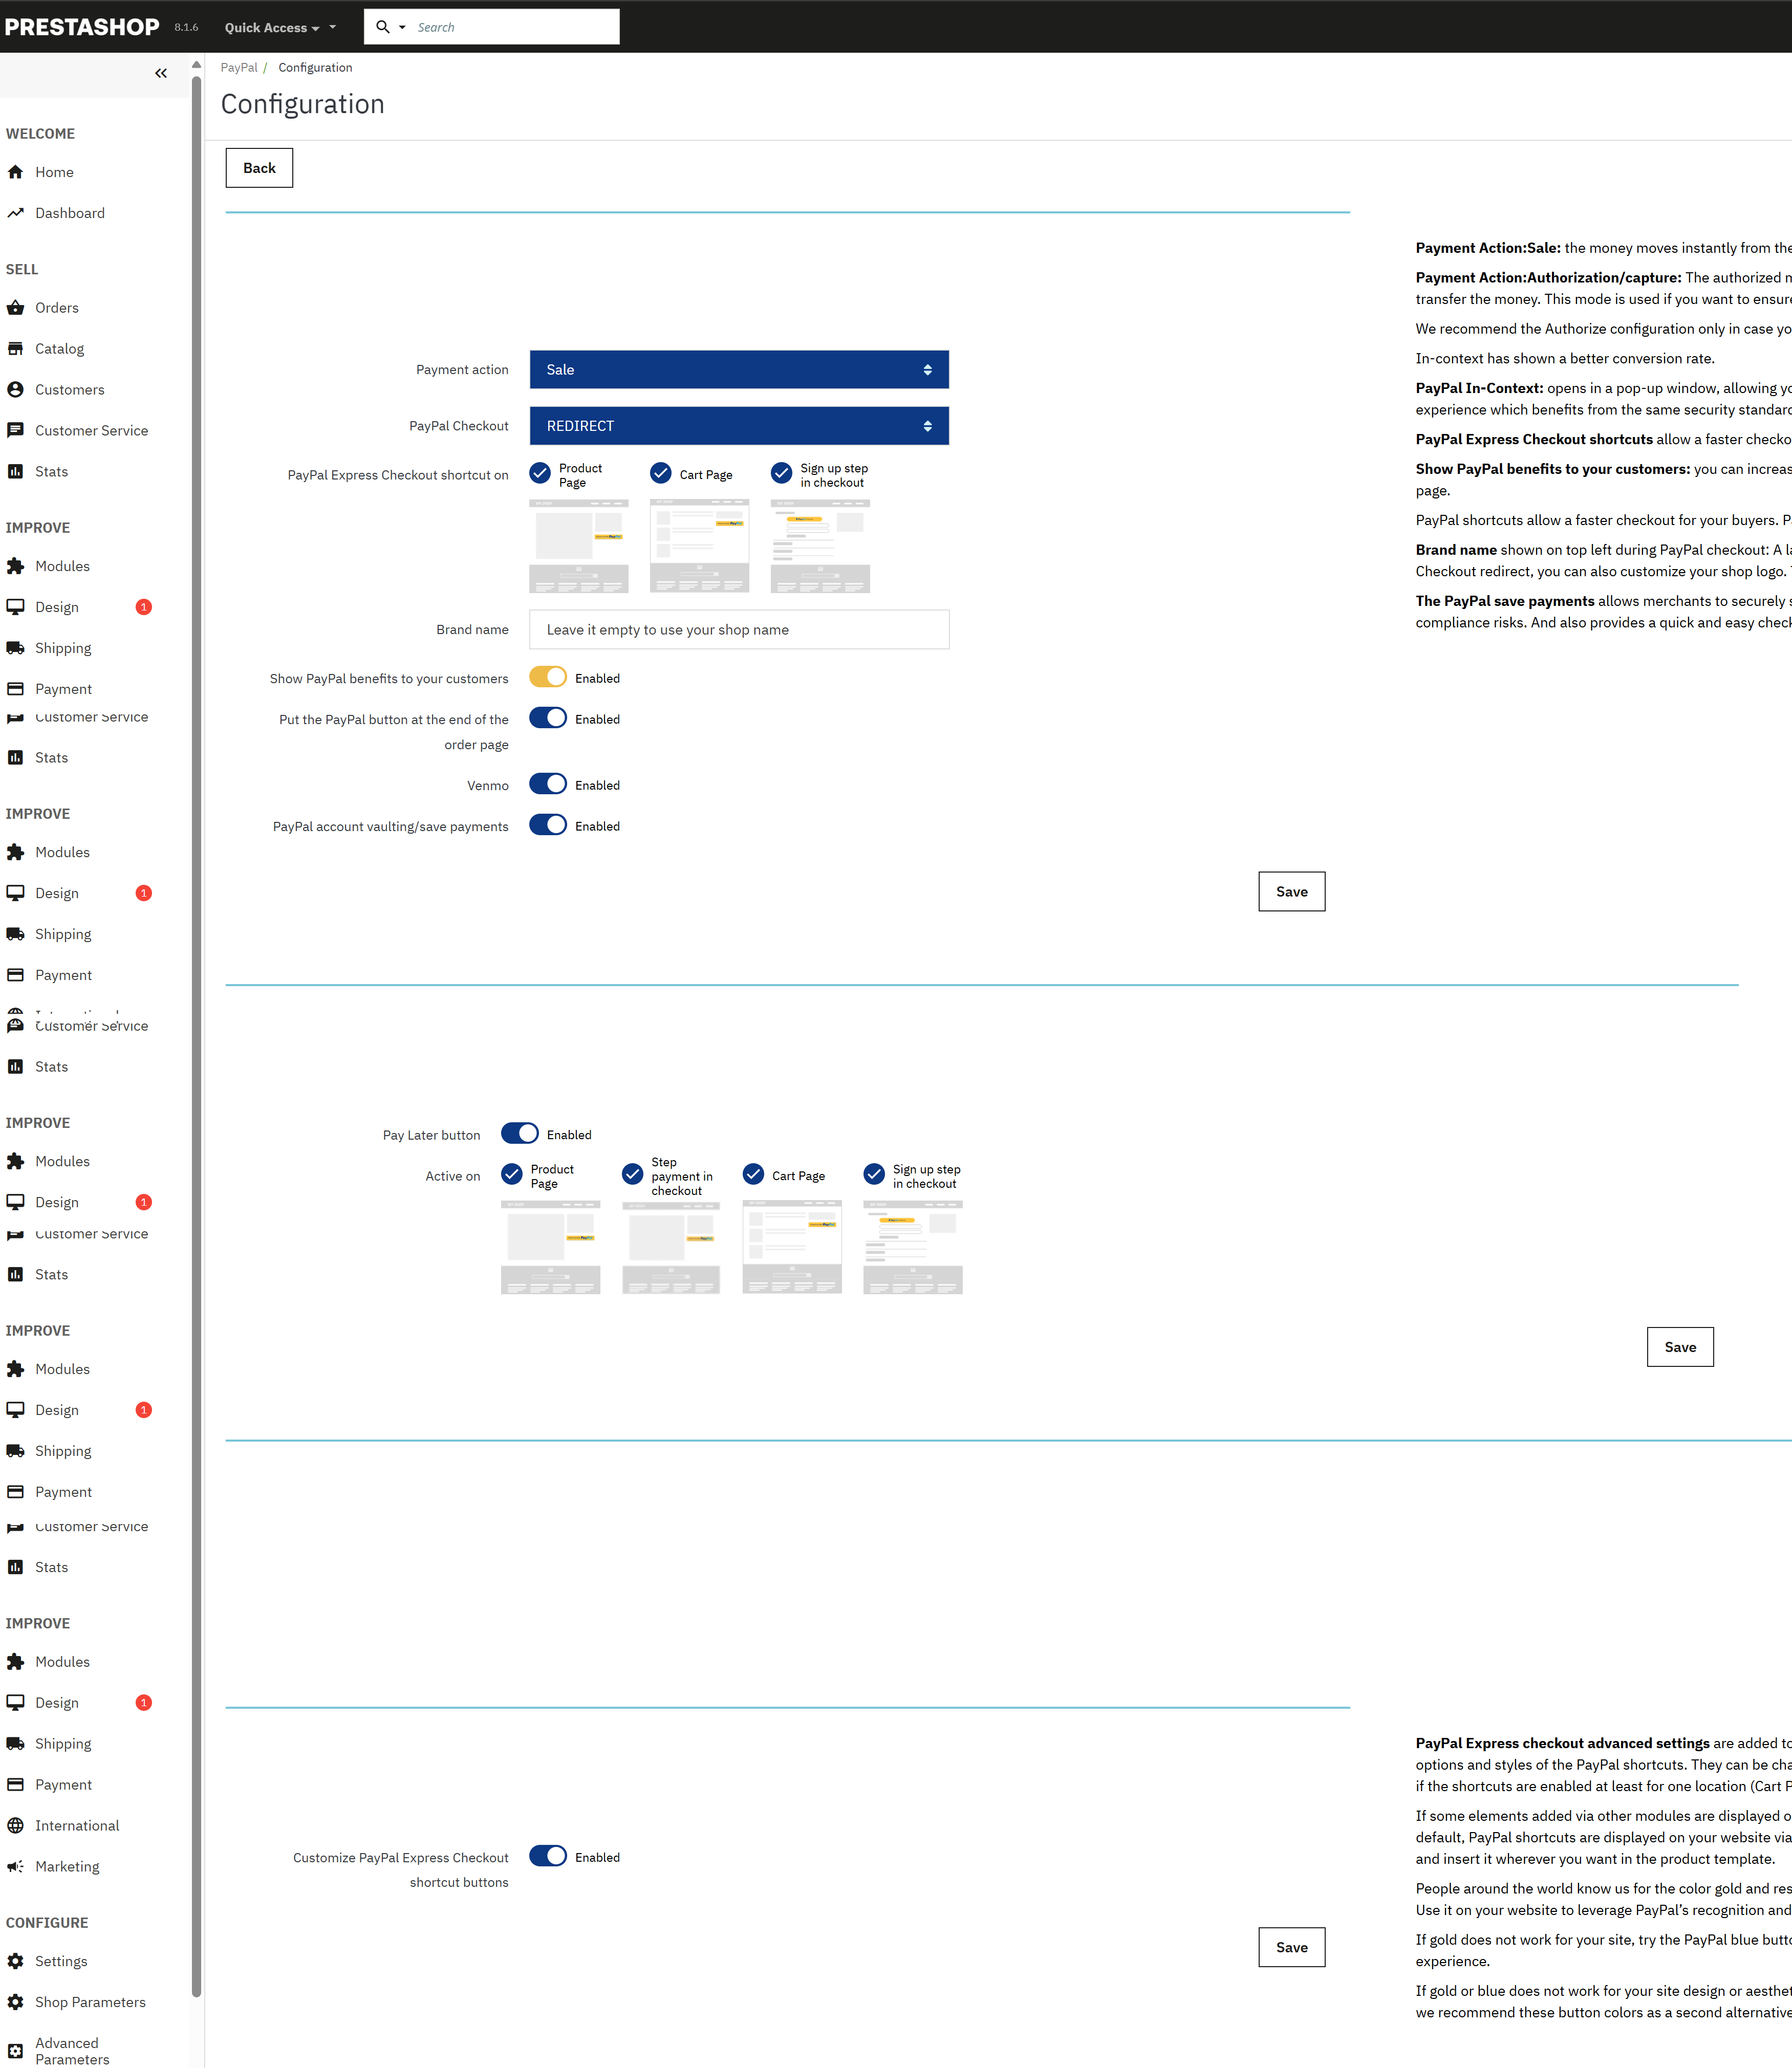 PRESTASHOP 8.1.6 Quick Access Search
PayPal / Configuration
Configuration
WELCOME
Home
Dashboard
SELL
Orders
Catalog
Customers
Customer Service
Stats
IMPROVE
Modules
Design 1
Shipping
Payment
Customer Service
Stats
IMPROVE
Modules
Design 1
Shipping
Payment
Customer Service
Stats
IMPROVE
Modules
Design 1
Customer Service
Stats
IMPROVE
Modules
Design 1
Shipping
Payment
Customer Service
Stats
IMPROVE
Modules
Design 1
Shipping
Payment
International
Marketing
CONFIGURE
Settings
Shop Parameters
Advanced
Parameters
Back
Payment action Sale
PayPal Checkout REDIRECT
PayPal Express Checkout shortcut on
Product
Page
Cart Page
Sign up step
in checkout
Brand name Leave it empty to use your shop name
Show PayPal benefits to your customers Enabled
Put the PayPal button at the end of the
order page
Enabled
Venmo Enabled
PayPal account vaulting/save payments Enabled
Save
Payment Action:Sale: the money moves instantly from the
Payment Action:Authorization/capture: The authorized
transfer the money. This mode is used if you want to ensure
We recommend the Authorize configuration only in case yo
In-context has shown a better conversion rate.
PayPal In-Context: opens in a pop-up window, allowing yo
experience which benefits from the same security standard
PayPal Express Checkout shortcuts allow a faster checko
Show PayPal benefits to your customers: you can increas
page.
PayPal shortcuts allow a faster checkout for your buyers. P
Brand name shown on top left during PayPal checkout: A la
Checkout redirect, you can also customize your shop logo.
The PayPal save payments allows merchants to securely s
compliance risks. And also provides a quick and easy check
Pay Later button Enabled
Active on
Product
Page
Step
payment in
checkout
Cart Page
Sign up step
in checkout
Save
Customize PayPal Express Checkout
shortcut buttons
Enabled
Save
PayPal Express checkout advanced settings are added to
options and styles of the PayPal shortcuts. They can be cha
if the shortcuts are enabled at least for one location (Cart P
If some elements added via other modules are displayed o
default, PayPal shortcuts are displayed on your website via
and insert it wherever you want in the product template.
People around the world know us for the color gold and res
Use it on your website to leverage PayPal's recognition and
If gold does not work for your site, try the PayPal blue butto
experience.
If gold or blue does not work for your site design or aesthet
we recommend these button colors as a second alternative